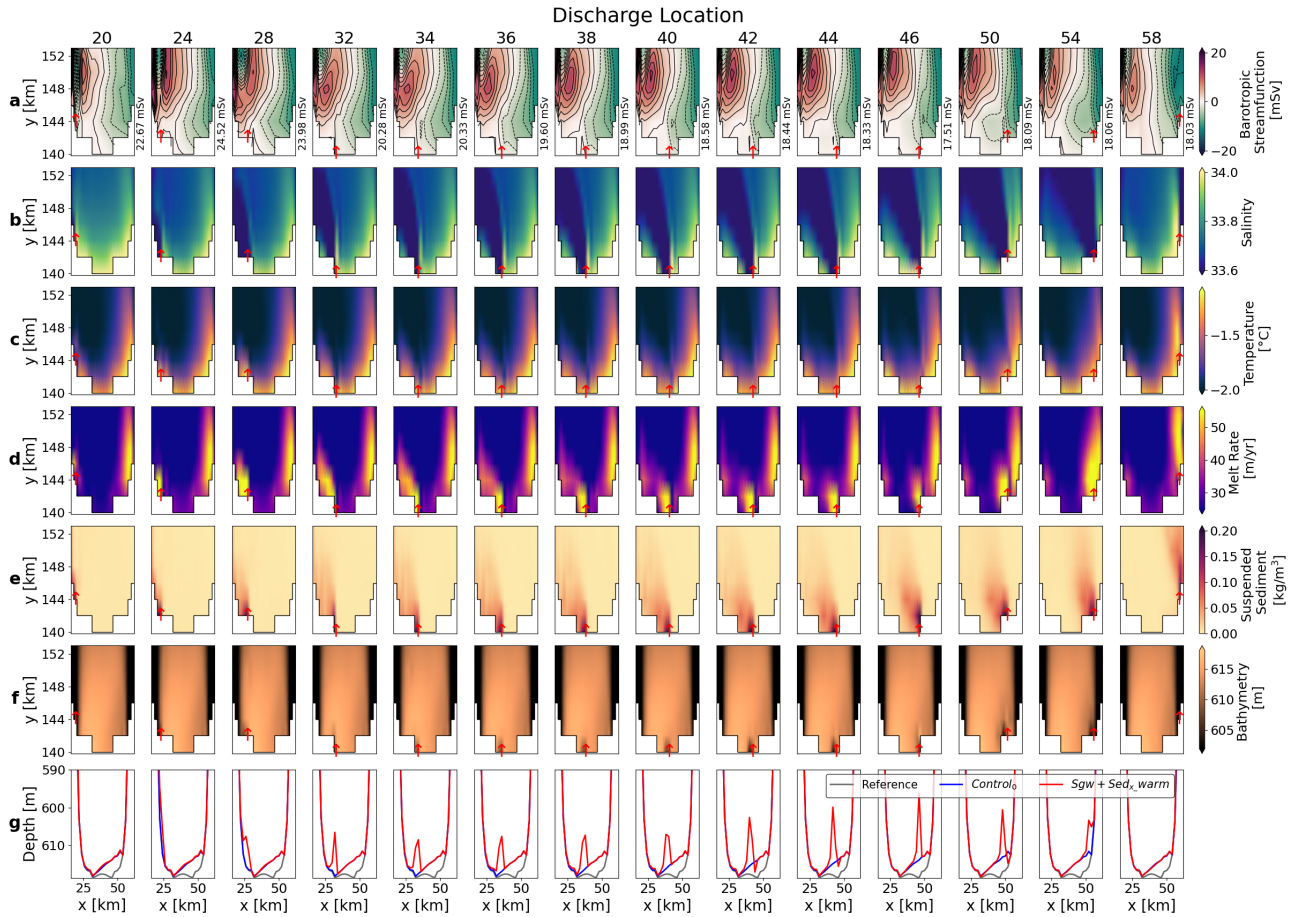 Discharge Location
20 24 28 32 34 36 38 40 42 44 46 50 54 58
a
y [km]
152
148
144
140
22.67 mSv
24.52 mSv
23.98 mSv
20.28 mSv
20.33 mSv
19.60 mSv
18.99 mSv
18.58 mSv
18.44 mSv
18.33 mSv
17.51 mSv
18.09 mSv
18.06 mSv
18.03 mSv
20
0
−20
Barotropic
Streamfunction
[mSv]
b
y [km]
152
148
144
140
34.0
33.8
33.6
Salinity
c
y [km]
152
148
144
140
−1.5
−2.0
Temperature
[°C]
d
y [km]
152
148
144
140
50
40
30
Melt Rate
[m/yr]
e
y [km]
152
148
144
140
0.20
0.15
0.10
0.05
0.00
Suspended
Sediment
[kg/m³]
f
y [km]
152
148
144
140
615
610
605
Bathymetry
[m]
g
Depth [m]
590
600
610
Reference Control₀ Sgw + Sedₓ_warm
25 50 25 50 25 50 25 50 25 50 25 50 25 50 25 50 25 50 25 50 25 50 25 50 25 50 25 50
x [km] x [km] x [km] x [km] x [km] x [km] x [km] x [km] x [km] x [km] x [km] x [km] x [km] x [km]